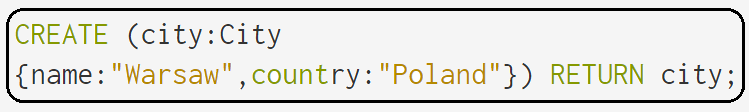 CREATE (city:City
{name:"Warsaw",country:"Poland"}) RETURN city;